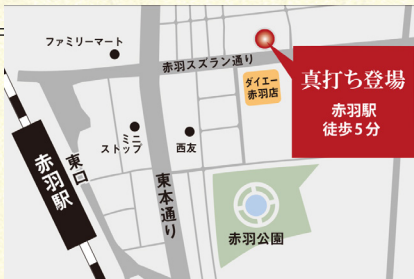 ファミリーマート
赤羽スズラン通り
真打ち登場
赤羽駅
徒歩5分
ダイエー
赤羽店
ミニ
ストップ
西友
東口
赤羽駅
東本通り
赤羽公園